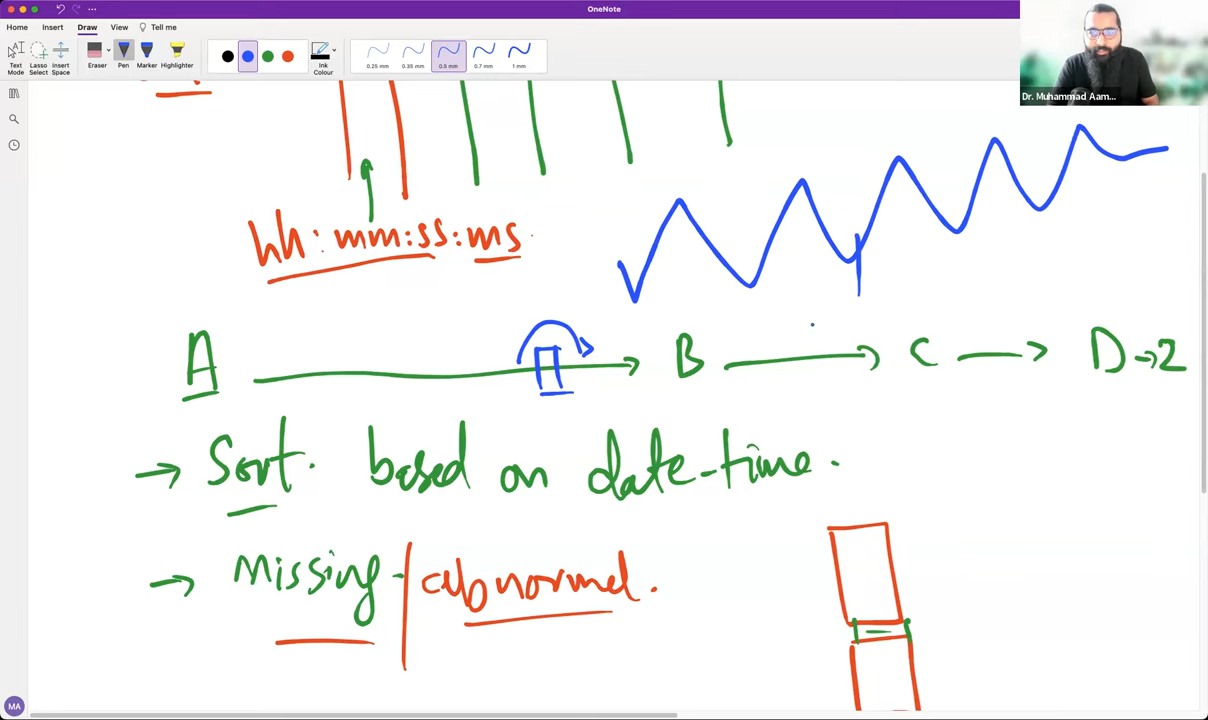 OneNote
Home Insert Draw View Tell me
Text Mode Lasso Select Insert Space Eraser Pen Marker Highlighter Ink Colour 0.25 mm 0.35 mm 0.5 mm 0.7 mm 1 mm
Dr. Muhammad Aam...
hh:mm:ss:ms
A B C D→2
→ Sort. based on date-time.
→ Missing - abnormal.
MA